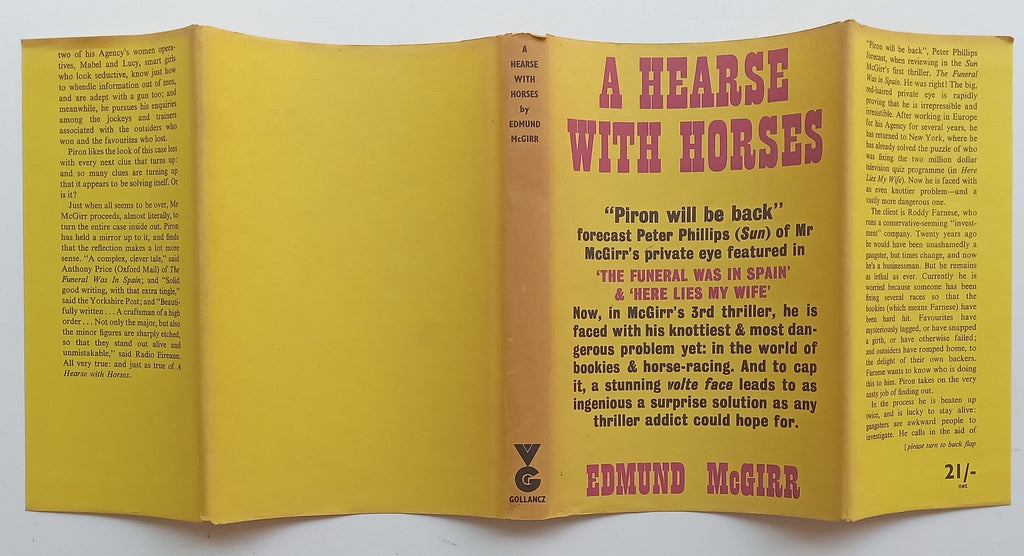 two of his Agency's women opera-
tives, Mabel and Lucy, smart girls
who look seductive, know just how
to wheedle information out of men,
and are adept with a gun too; and
meanwhile, he pursues his enquiries
among the jockeys and trainers
associated with the outsiders who
won and the favourites who lost.
Piron likes the look of this case less
with every next clue that turns up:
and so many clues are turning up
that it appears to be solving itself. Or
is it?
Just when all seems to be over, Mr
McGirr proceeds, almost literally, to
turn the entire case inside out. Piron
has held a mirror up to it, and finds
that the reflection makes a lot more
sense. "A complex, clever tale," said
Anthony Price (Oxford Mail) of The
Funeral Was In Spain; and "Solid
good writing, with that extra tingle,"
said the Yorkshire Post; and "Beauti-
fully written . . . A craftsman of a high
order . . . Not only the major, but also
the minor figures are sharply etched,
so that they stand out alive and
unmistakable," said Radio Eireann.
All very true: and just as true of A
Hearse with Horses.
A
HEARSE
WITH
HORSES
by
EDMUND
McGIRR
VG
GOLLANCZ
A HEARSE
WITH HORSES
"Piron will be back"
forecast Peter Phillips (Sun) of Mr
McGirr's private eye featured in
'THE FUNERAL WAS IN SPAIN'
& 'HERE LIES MY WIFE'
Now, in McGirr's 3rd thriller, he is
faced with his knottiest & most dan-
gerous problem yet: in the world of
bookies & horse-racing. And to cap
it, a stunning volte face leads to as
ingenious a surprise solution as any
thriller addict could hope for.
EDMUND McGIRR
"Piron will be back", Peter Phillips
forecast, when reviewing in the Sun
McGirr's first thriller, The Funeral
Was in Spain. He was right! The big,
red-haired private eye is rapidly
proving that he is irrepressible and
irresistible. After working in Europe
for his Agency for several years, he
has returned to New York, where he
has already solved the puzzle of who
was fixing the two million dollar
television quiz programme (in Here
Lies My Wife). Now he is faced with
an even knottier problem—and a
vastly more dangerous one.
The client is Roddy Farnese, who
runs a conservative-seeming "invest-
ment" company. Twenty years ago
he would have been unashamedly a
gangster, but times change, and now
he's a businessman. But he remains
as lethal as ever. Currently he is
worried because someone has been
fixing several races so that the
bookies (which means Farnese) have
been hard hit. Favourites have
mysteriously lagged, or have snapped
a girth, or have otherwise failed;
and outsiders have romped home, to
the delight of their own backers.
Farnese wants to know who is doing
this to him. Piron takes on the very
nasty job of finding out.
In the process he is beaten up
twice, and is lucky to stay alive:
gangsters are awkward people to
investigate. He calls in the aid of
[please turn to back flap
21/-
net